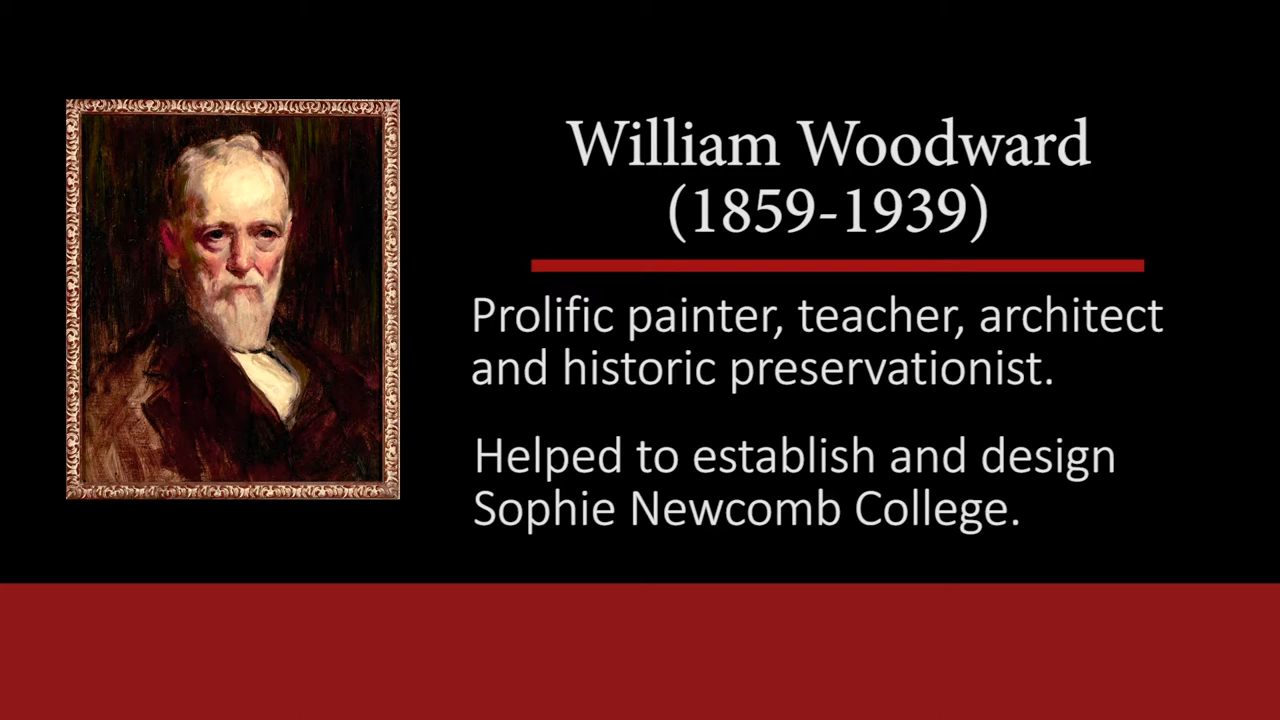 William Woodward
(1859-1939)
Prolific painter, teacher, architect
and historic preservationist.
Helped to establish and design
Sophie Newcomb College.